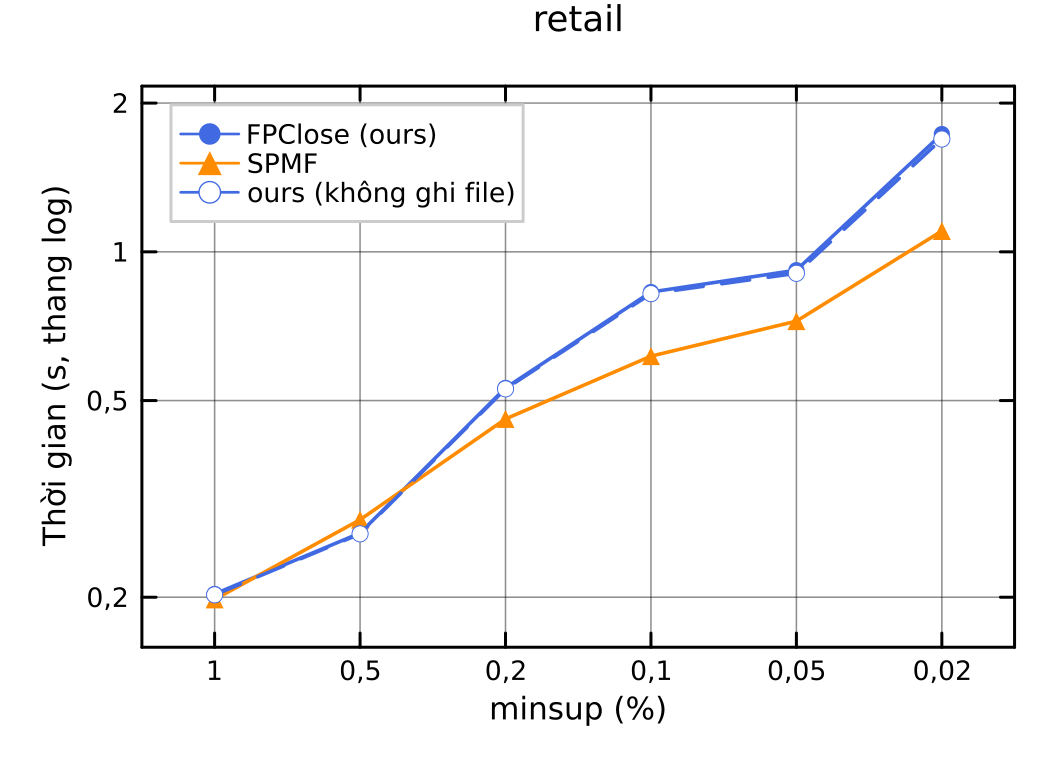 retail
Thời gian (s, thang log)
2
1
0,5
0,2
FPClose (ours)
SPMF
ours (không ghi file)
1 0,5 0,2 0,1 0,05 0,02
minsup (%)